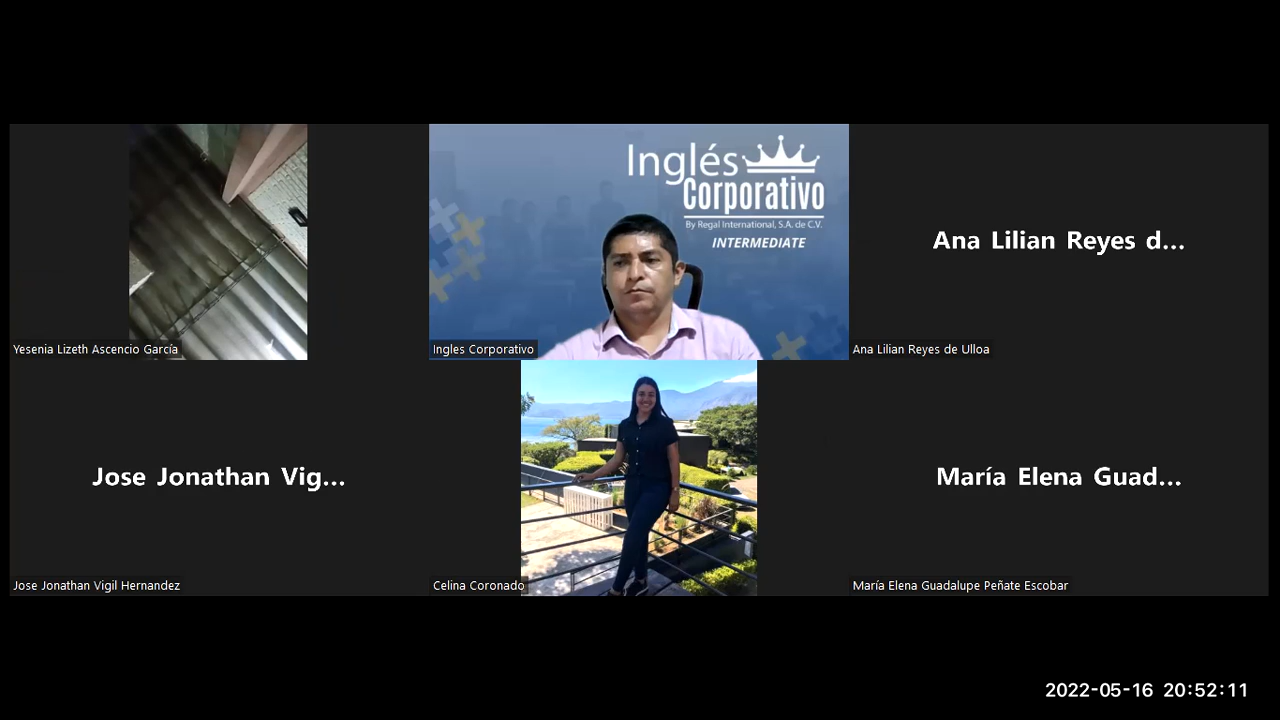 Inglés
Corporativo
By Regal International, S.A. de C.V.
INTERMEDIATE
Ana Lilian Reyes d...
Yesenia Lizeth Ascencio García
Ingles Corporativo
Ana Lilian Reyes de Ulloa
Jose Jonathan Vig...
María Elena Guad...
Jose Jonathan Vigil Hernandez
Celina Coronado
María Elena Guadalupe Peñate Escobar
2022-05-16 20:52:11